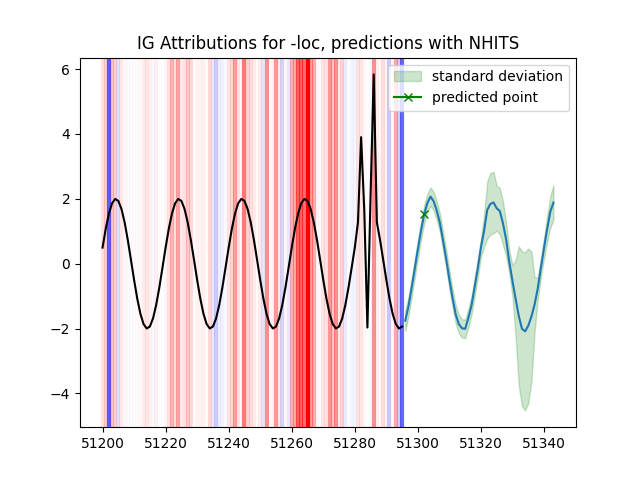 IG Attributions for -loc, predictions with NHITS
standard deviation
predicted point
6
4
2
0
−2
−4
51200 51220 51240 51260 51280 51300 51320 51340